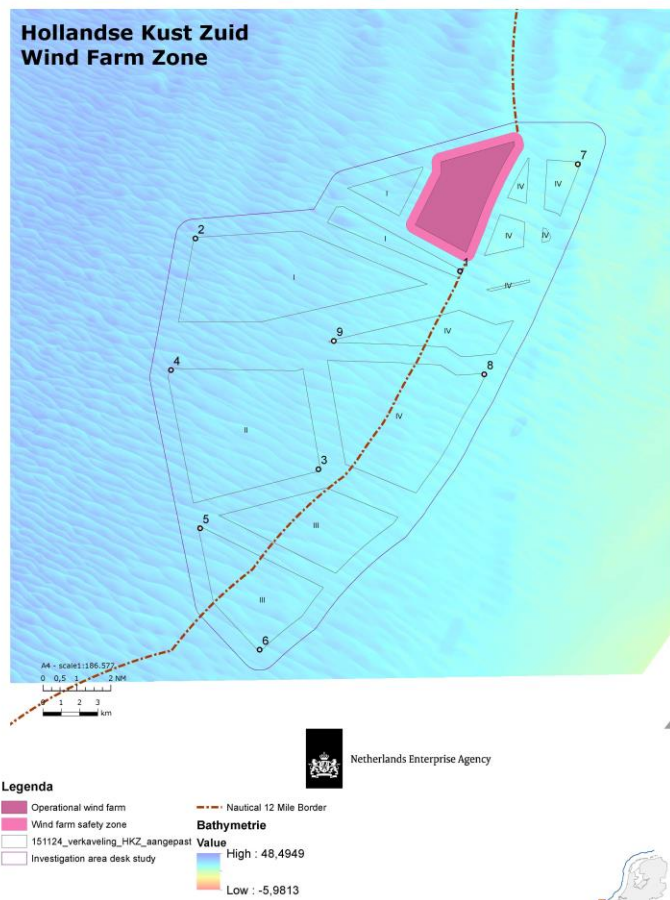 Hollandse Kust Zuid
Wind Farm Zone
7
I
IV
IV
2
I
IV
IV
1
I
IV
9
IV
4
8
II
IV
3
5
III
III
6
A4 - scale1:186.577
0 0,5 1 2 NM
0 1 2 3
km
Netherlands Enterprise Agency
Legenda
Operational wind farm
Wind farm safety zone
151124_verkaveling_HKZ_aangepast
Investigation area desk study
Nautical 12 Mile Border
Bathymetrie
Value
High : 48,4949
Low : -5,9813